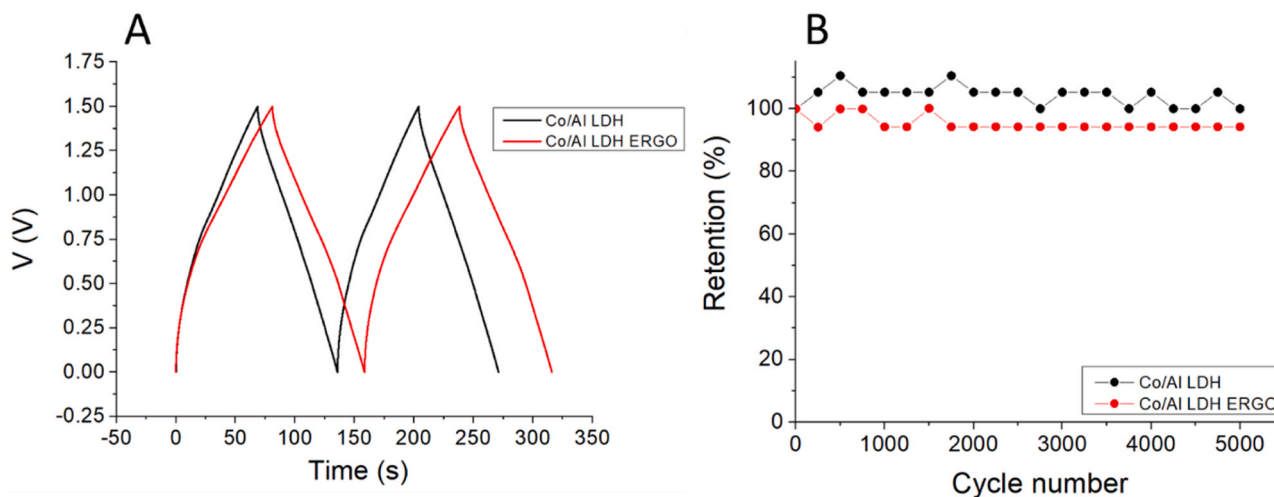 A
V (V)
1.75
1.50
1.25
1.00
0.75
0.50
0.25
0.00
-0.25
-50 0 50 100 150 200 250 300 350
Time (s)
Co/Al LDH
Co/Al LDH ERGO
B
Retention (%)
100
80
60
40
20
0
0 1000 2000 3000 4000 5000
Cycle number
Co/Al LDH
Co/Al LDH ERGO